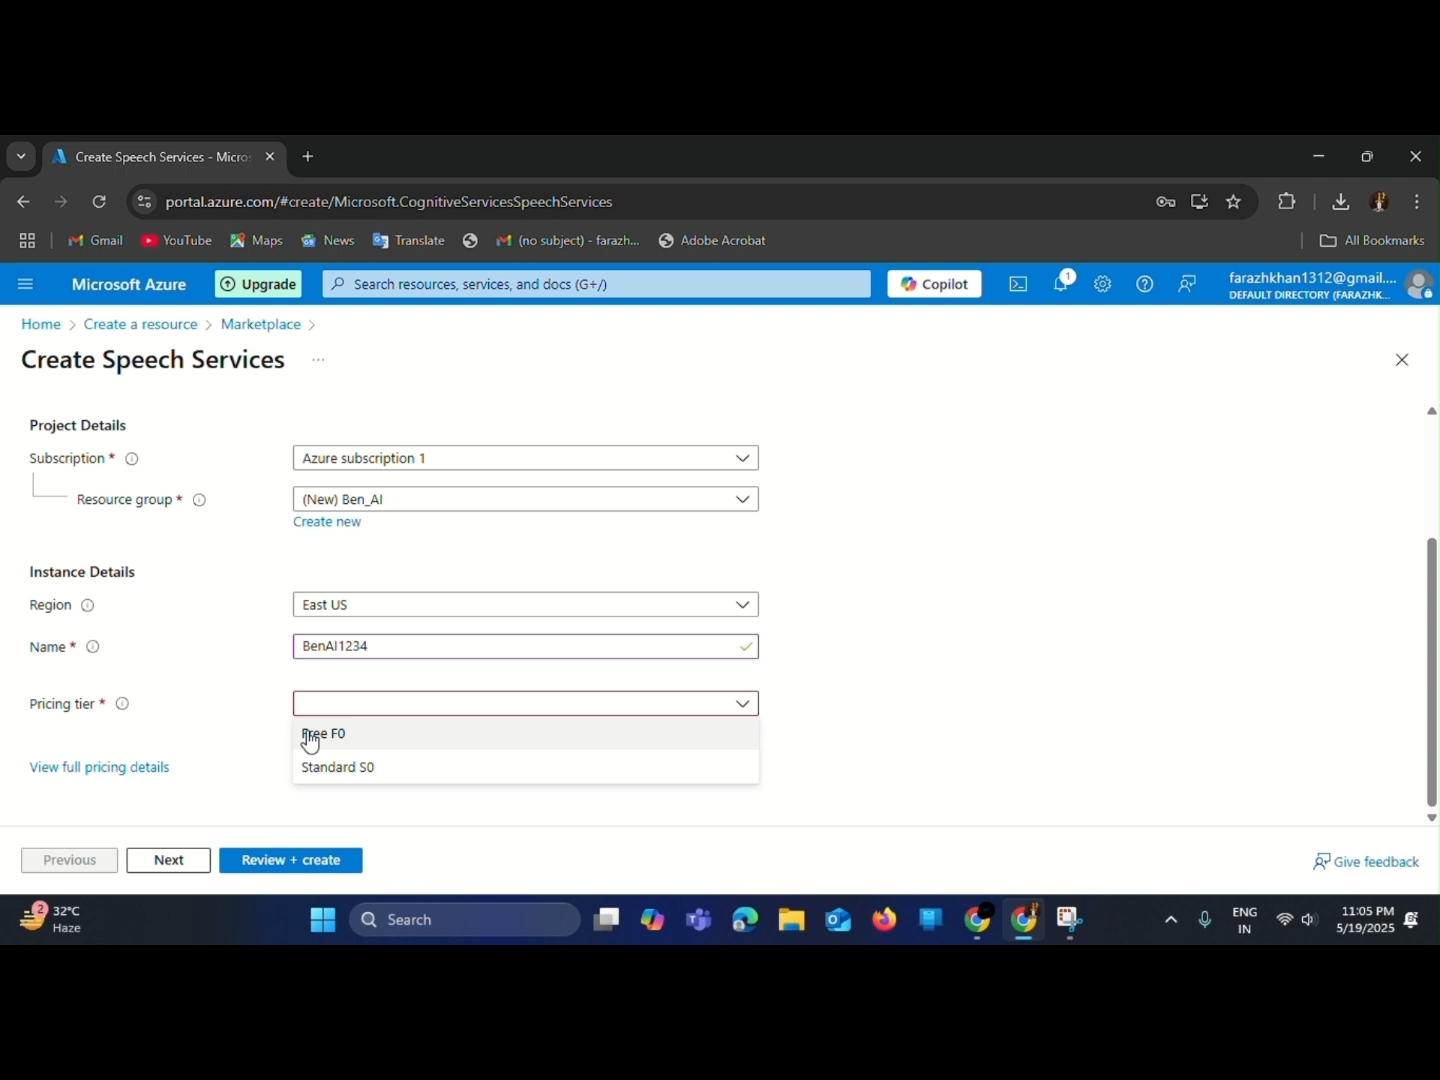 Create Speech Services - Micros
portal.azure.com/#create/Microsoft.CognitiveServicesSpeechServices
Gmail
YouTube
Maps
News
Translate
(no subject) - farazh...
Adobe Acrobat
All Bookmarks
Microsoft Azure
Upgrade
Search resources, services, and docs (G+/)
Copilot
1
farazhkhan1312@gmail....
DEFAULT DIRECTORY (FARAZHK...
Home > Create a resource > Marketplace >
Create Speech Services ...
Project Details
Subscription *
Azure subscription 1
Resource group *
(New) Ben_AI
Create new
Instance Details
Region
East US
Name *
BenAI1234
Pricing tier *
Free F0
Standard S0
View full pricing details
Previous
Next
Review + create
Give feedback
2
32°C
Haze
Search
ENG
IN
11:05 PM
5/19/2025